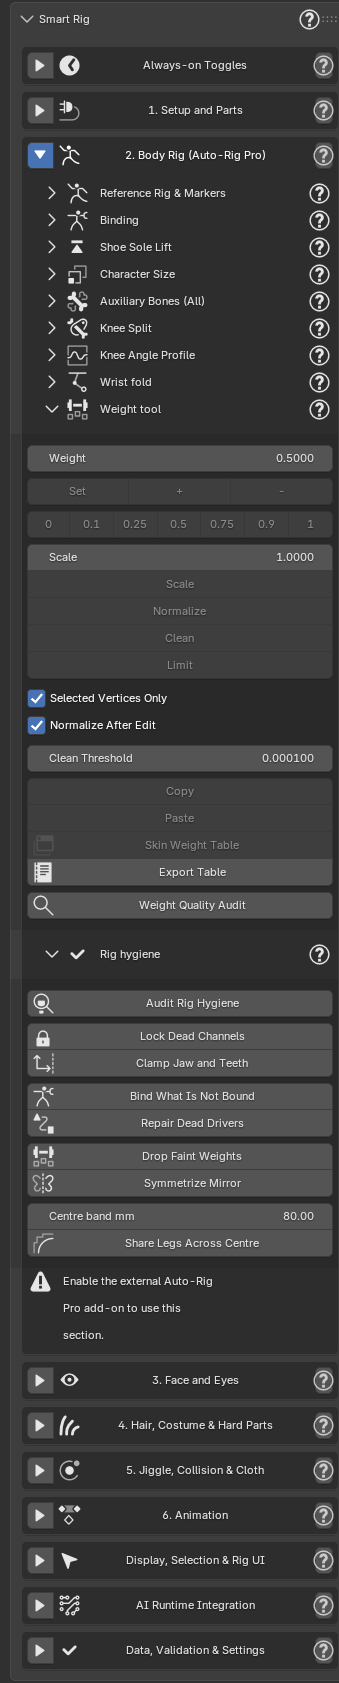 Smart Rig
Always-on Toggles
1. Setup and Parts
2. Body Rig (Auto-Rig Pro)
Reference Rig & Markers
Binding
Shoe Sole Lift
Character Size
Auxiliary Bones (All)
Knee Split
Knee Angle Profile
Wrist fold
Weight tool
Weight 0.5000
Set + -
0 0.1 0.25 0.5 0.75 0.9 1
Scale 1.0000
Scale
Normalize
Clean
Limit
Selected Vertices Only
Normalize After Edit
Clean Threshold 0.000100
Copy
Paste
Skin Weight Table
Export Table
Weight Quality Audit
Rig hygiene
Audit Rig Hygiene
Lock Dead Channels
Clamp Jaw and Teeth
Bind What Is Not Bound
Repair Dead Drivers
Drop Faint Weights
Symmetrize Mirror
Centre band mm 80.00
Share Legs Across Centre
Enable the external Auto-Rig
Pro add-on to use this
section.
3. Face and Eyes
4. Hair, Costume & Hard Parts
5. Jiggle, Collision & Cloth
6. Animation
Display, Selection & Rig UI
AI Runtime Integration
Data, Validation & Settings